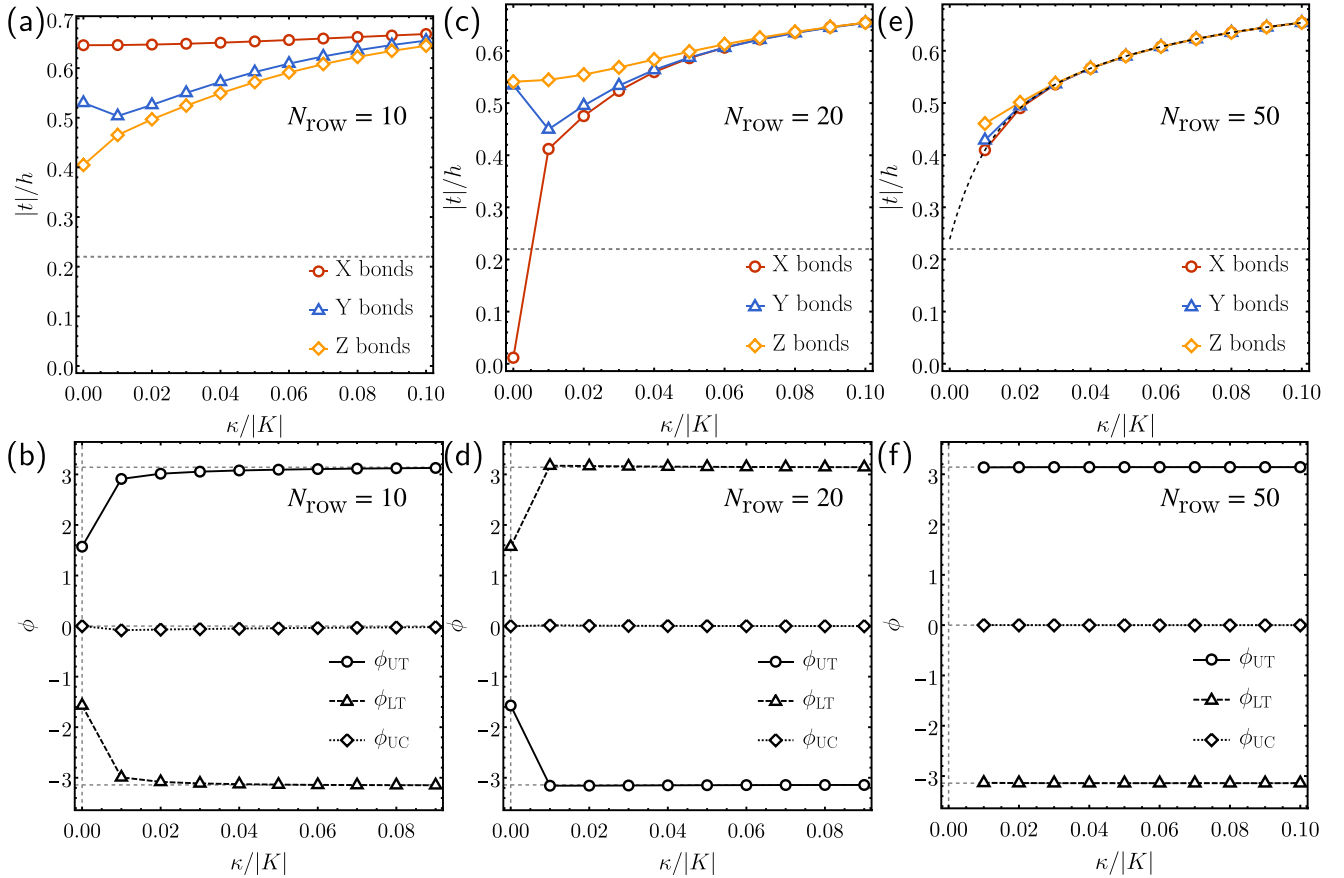 (a)
0.7
0.6
0.5
0.4
0.3
0.2
0.1
0.0
|t|/h
N_row = 10
X bonds
Y bonds
Z bonds
0.00 0.02 0.04 0.06 0.08 0.10
κ/|K|
(c)
0.6
0.5
0.4
0.3
0.2
0.1
0.0
|t|/h
N_row = 20
X bonds
Y bonds
Z bonds
0.00 0.02 0.04 0.06 0.08 0.10
κ/|K|
(e)
0.6
0.5
0.4
0.3
0.2
0.1
0.0
|t|/h
N_row = 50
X bonds
Y bonds
Z bonds
0.00 0.02 0.04 0.06 0.08 0.10
κ/|K|
(b)
3
2
1
0
−1
−2
−3
ϕ
N_row = 10
ϕ_UT
ϕ_LT
ϕ_UC
0.00 0.02 0.04 0.06 0.08
κ/|K|
(d)
3
2
1
0
−1
−2
−3
ϕ
N_row = 20
ϕ_UT
ϕ_LT
ϕ_UC
0.00 0.02 0.04 0.06 0.08
κ/|K|
(f)
3
2
1
0
−1
−2
−3
ϕ
N_row = 50
ϕ_UT
ϕ_LT
ϕ_UC
0.00 0.02 0.04 0.06 0.08 0.10
κ/|K|